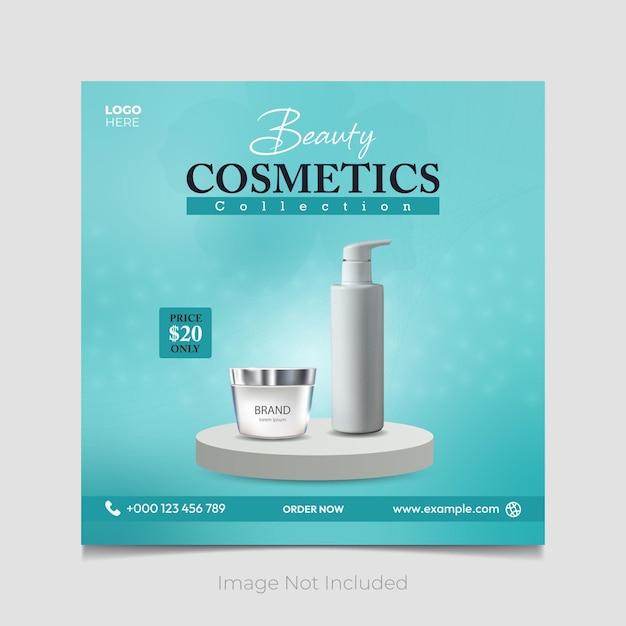 LOGO
HERE
Beauty
COSMETICS
Collection
PRICE
$20
ONLY
BRAND
lorem ipsum
+000 123 456 789
ORDER NOW
www.example.com
Image Not Included